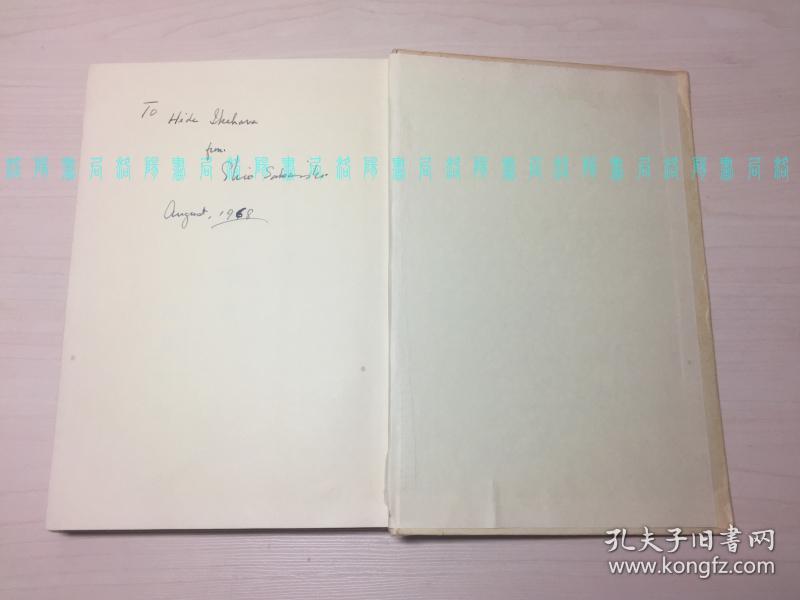 To Hide Ikehara
from
Shio Sakanishi
August, 1968
孔夫子旧书网
www.kongfz.com